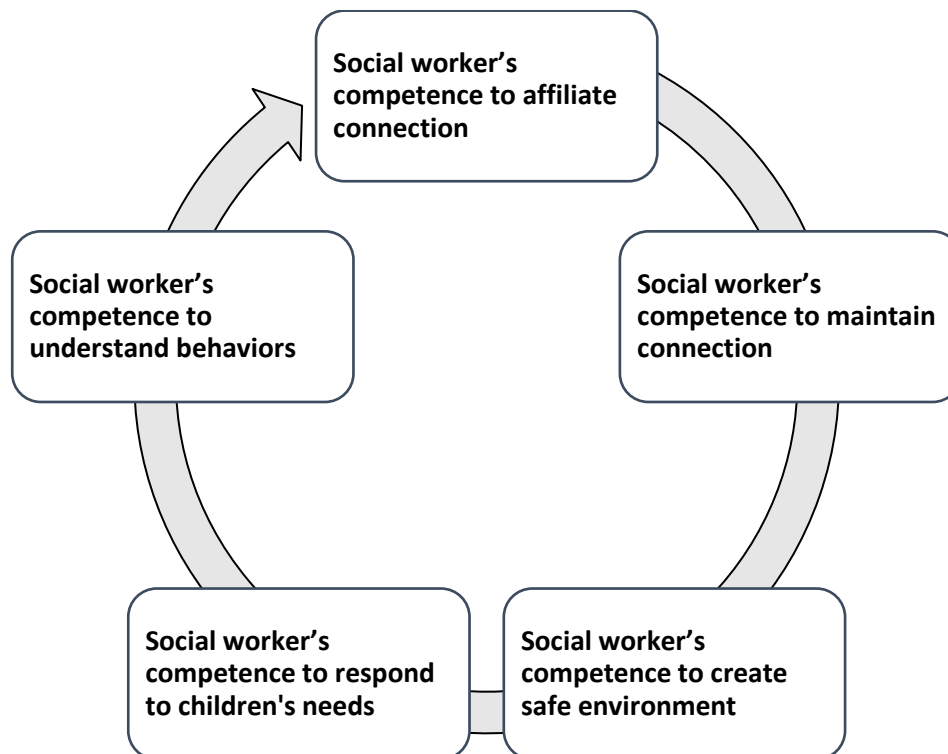 Social worker’s
competence to affiliate
connection
Social worker’s
competence to maintain
connection
Social worker’s
competence to create
safe environment
Social worker’s
competence to respond
to children's needs
Social worker’s
competence to
understand behaviors